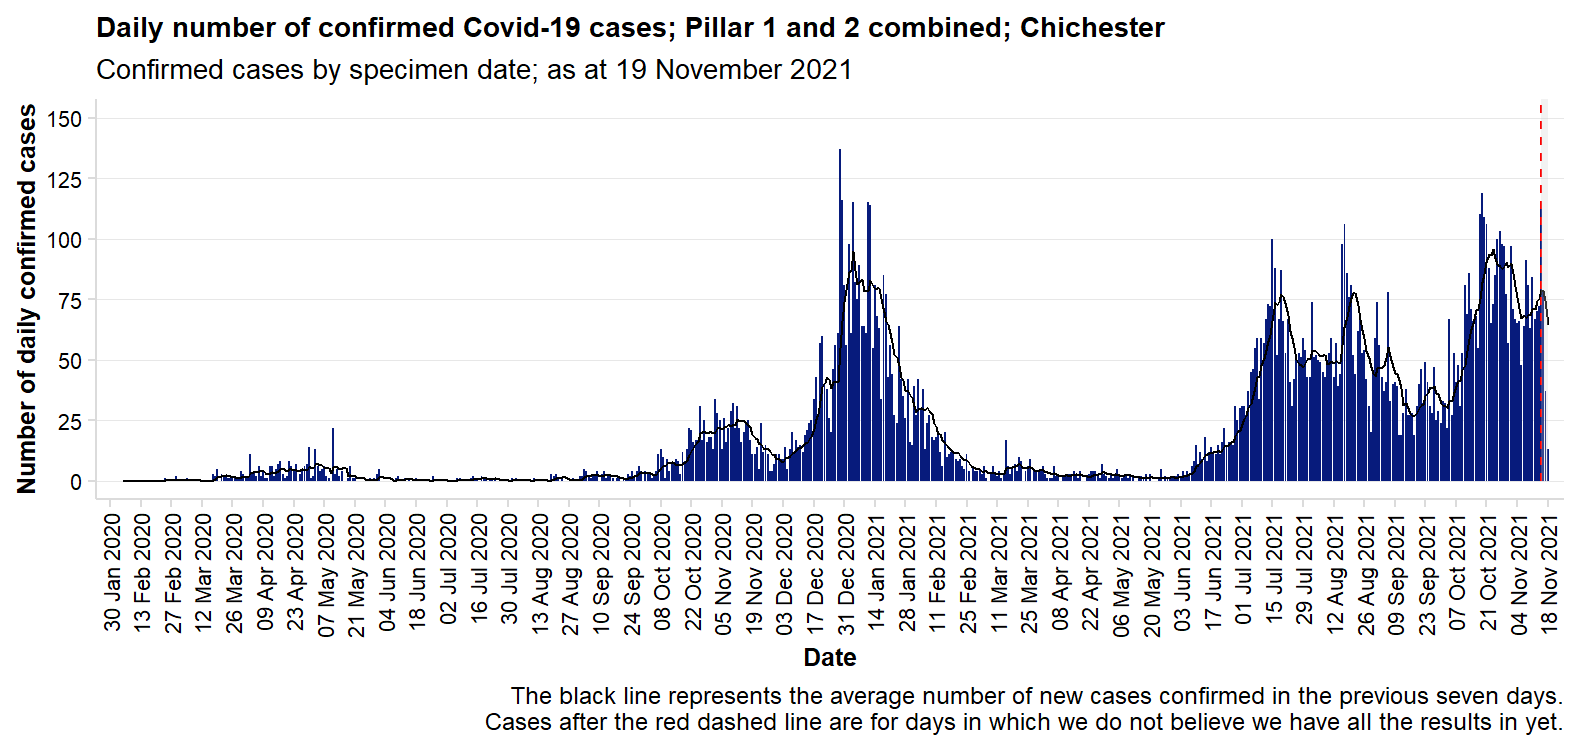 Daily number of confirmed Covid-19 cases; Pillar 1 and 2 combined; Chichester
Confirmed cases by specimen date; as at 19 November 2021
Number of daily confirmed cases
150
125
100
75
50
25
0
30 Jan 2020
13 Feb 2020
27 Feb 2020
12 Mar 2020
26 Mar 2020
09 Apr 2020
23 Apr 2020
07 May 2020
21 May 2020
04 Jun 2020
18 Jun 2020
02 Jul 2020
16 Jul 2020
30 Jul 2020
13 Aug 2020
27 Aug 2020
10 Sep 2020
24 Sep 2020
08 Oct 2020
22 Oct 2020
05 Nov 2020
19 Nov 2020
03 Dec 2020
17 Dec 2020
31 Dec 2020
14 Jan 2021
28 Jan 2021
11 Feb 2021
25 Feb 2021
11 Mar 2021
25 Mar 2021
08 Apr 2021
22 Apr 2021
06 May 2021
20 May 2021
03 Jun 2021
17 Jun 2021
01 Jul 2021
15 Jul 2021
29 Jul 2021
12 Aug 2021
26 Aug 2021
09 Sep 2021
23 Sep 2021
07 Oct 2021
21 Oct 2021
04 Nov 2021
18 Nov 2021
Date
The black line represents the average number of new cases confirmed in the previous seven days.
Cases after the red dashed line are for days in which we do not believe we have all the results in yet.